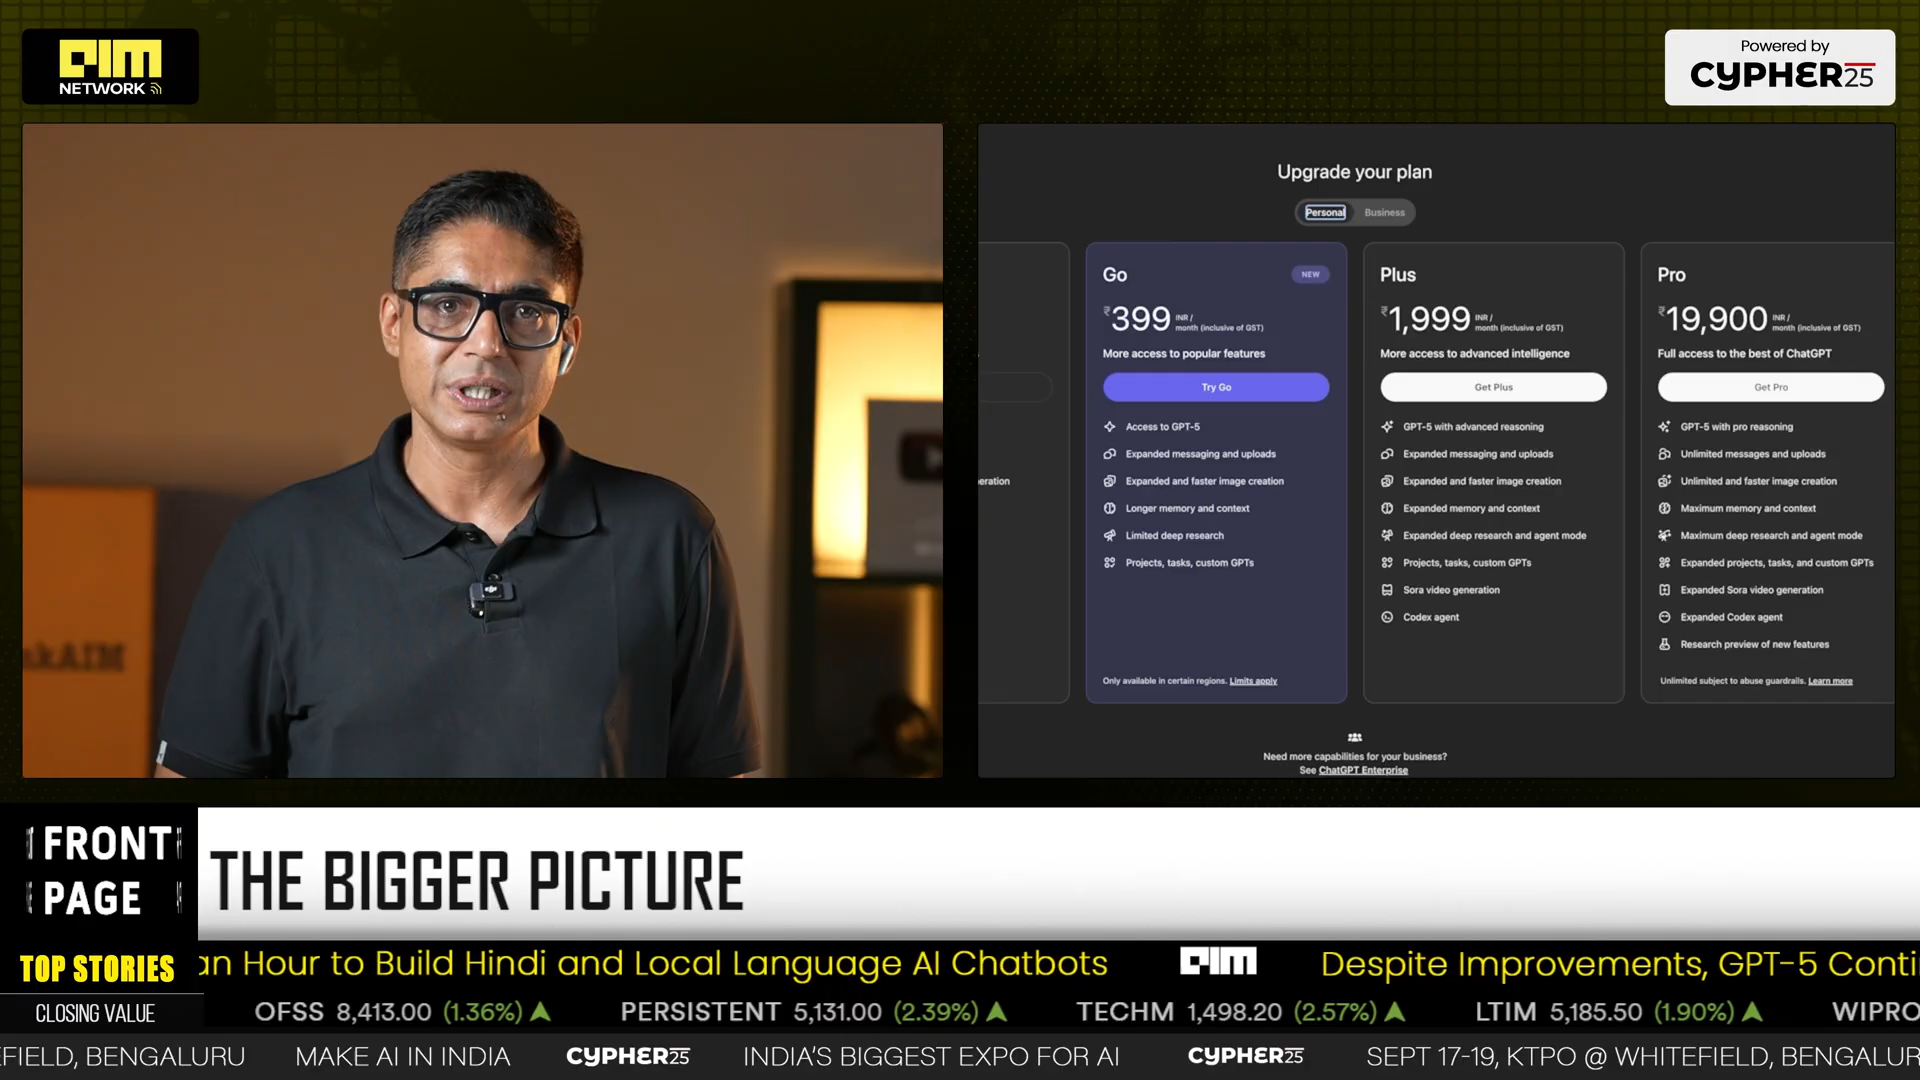 AIM
NETWORK
Powered by
CYPHER25
kAIM
Upgrade your plan
Personal
Business
Go
NEW
₹399 INR /
month (inclusive of GST)
More access to popular features
Try Go
Access to GPT-5
Expanded messaging and uploads
Expanded and faster image creation
Longer memory and context
Limited deep research
Projects, tasks, custom GPTs
Only available in certain regions. Limits apply
Plus
₹1,999 INR /
month (inclusive of GST)
More access to advanced intelligence
Get Plus
GPT-5 with advanced reasoning
Expanded messaging and uploads
Expanded and faster image creation
Expanded memory and context
Expanded deep research and agent mode
Projects, tasks, custom GPTs
Sora video generation
Codex agent
Pro
₹19,900 INR /
month (inclusive of GST)
Full access to the best of ChatGPT
Get Pro
GPT-5 with pro reasoning
Unlimited messages and uploads
Unlimited and faster image creation
Maximum memory and context
Maximum deep research and agent mode
Expanded projects, tasks, and custom GPTs
Expanded Sora video generation
Expanded Codex agent
Research preview of new features
Unlimited subject to abuse guardrails. Learn more
eration
Need more capabilities for your business?
See ChatGPT Enterprise
FRONT
PAGE
THE BIGGER PICTURE
TOP STORIES
an Hour to Build Hindi and Local Language AI Chatbots AIM Despite Improvements, GPT-5 Conti
CLOSING VALUE
OFSS 8,413.00 (1.36%) ▲ PERSISTENT 5,131.00 (2.39%) ▲ TECHM 1,498.20 (2.57%) ▲ LTIM 5,185.50 (1.90%) ▲ WIPRO
EFIELD, BENGALURU MAKE AI IN INDIA CYPHER25 INDIA'S BIGGEST EXPO FOR AI CYPHER25 SEPT 17-19, KTPO @ WHITEFIELD, BENGALUR